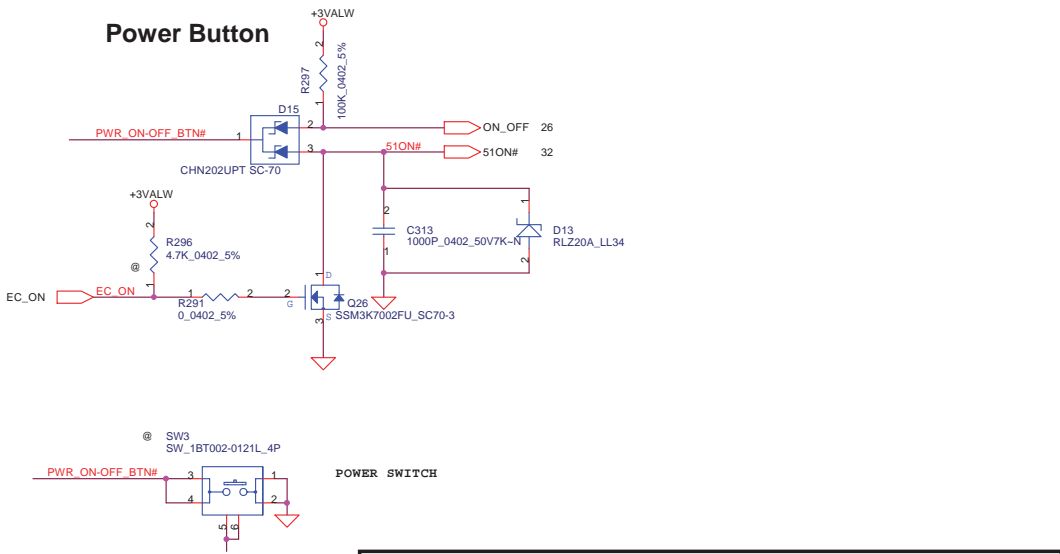 +3VALW
Power Button
2
R297
100K_0402_5%
1
D15
PWR_ON-OFF_BTN# 1 2 ON_OFF 26
3 51ON# 51ON# 32
CHN202UPT SC-70
+3VALW
2
R296
4.7K_0402_5%
@
1
2
C313
1000P_0402_50V7K~N
1
1
D13
RLZ20A_LL34
2
EC_ON EC_ON 1 2 2
R291
0_0402_5%
1 D
G
Q26
S
SSM3K7002FU_SC70-3
3
@ SW3
SW_1BT002-0121L_4P
PWR_ON-OFF_BTN# 3 1
4 2
5 6
POWER SWITCH